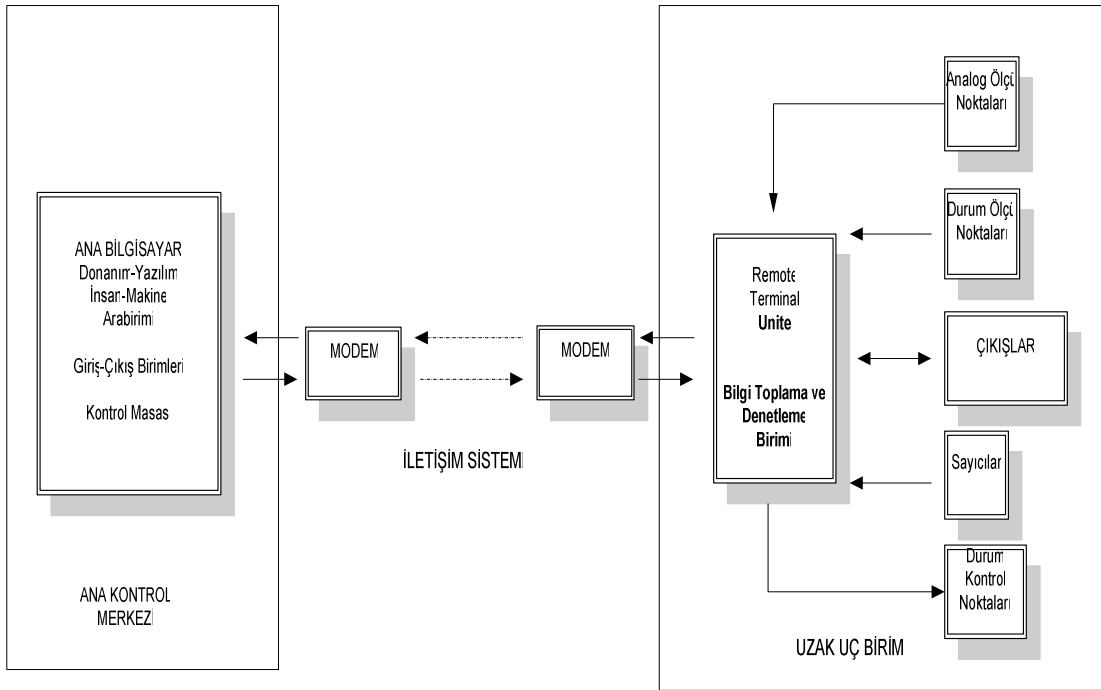 ANA BİLGİSAYAR
Donanım-Yazılım
İnsan-Makine
Arabirimi
Giriş-Çıkış Birimleri
Kontrol Masas
ANA KONTROL
MERKEZİ
MODEM
MODEM
İLETİŞİM SİSTEMİ
Remote
Terminal
Unite
Bilgi Toplama ve
Denetleme
Birimi
Analog Ölçü
Noktaları
Durum Ölçü
Noktaları
ÇIKIŞLAR
Sayıcılar
Durum
Kontrol
Noktaları
UZAK UÇ BİRİM